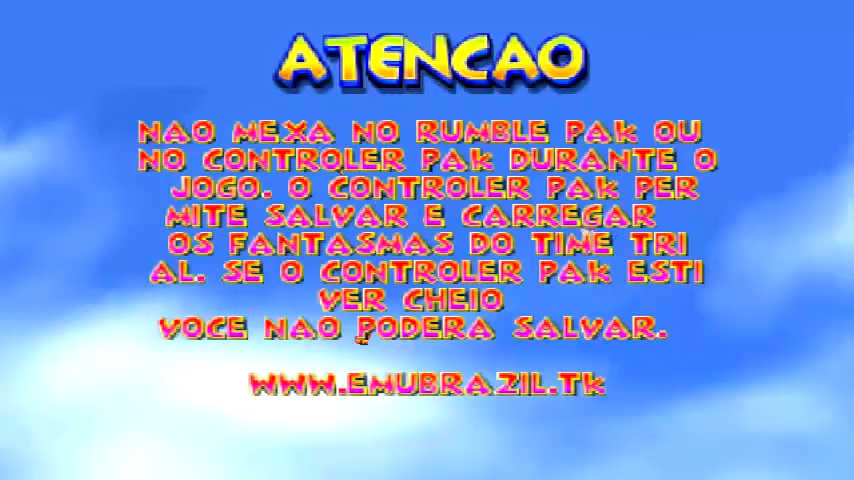 ATENCAO
NAO MEXA NO RUMBLE PAK OU
NO CONTROLER PAK DURANTE O
JOGO. O CONTROLER PAK PER
MITE SALVAR E CARREGAR
OS FANTASMAS DO TIME TRI
AL. SE O CONTROLER PAK ESTI
VER CHEIO
VOCE NAO PODERA SALVAR.
WWW.EMUBRAZIL.TK